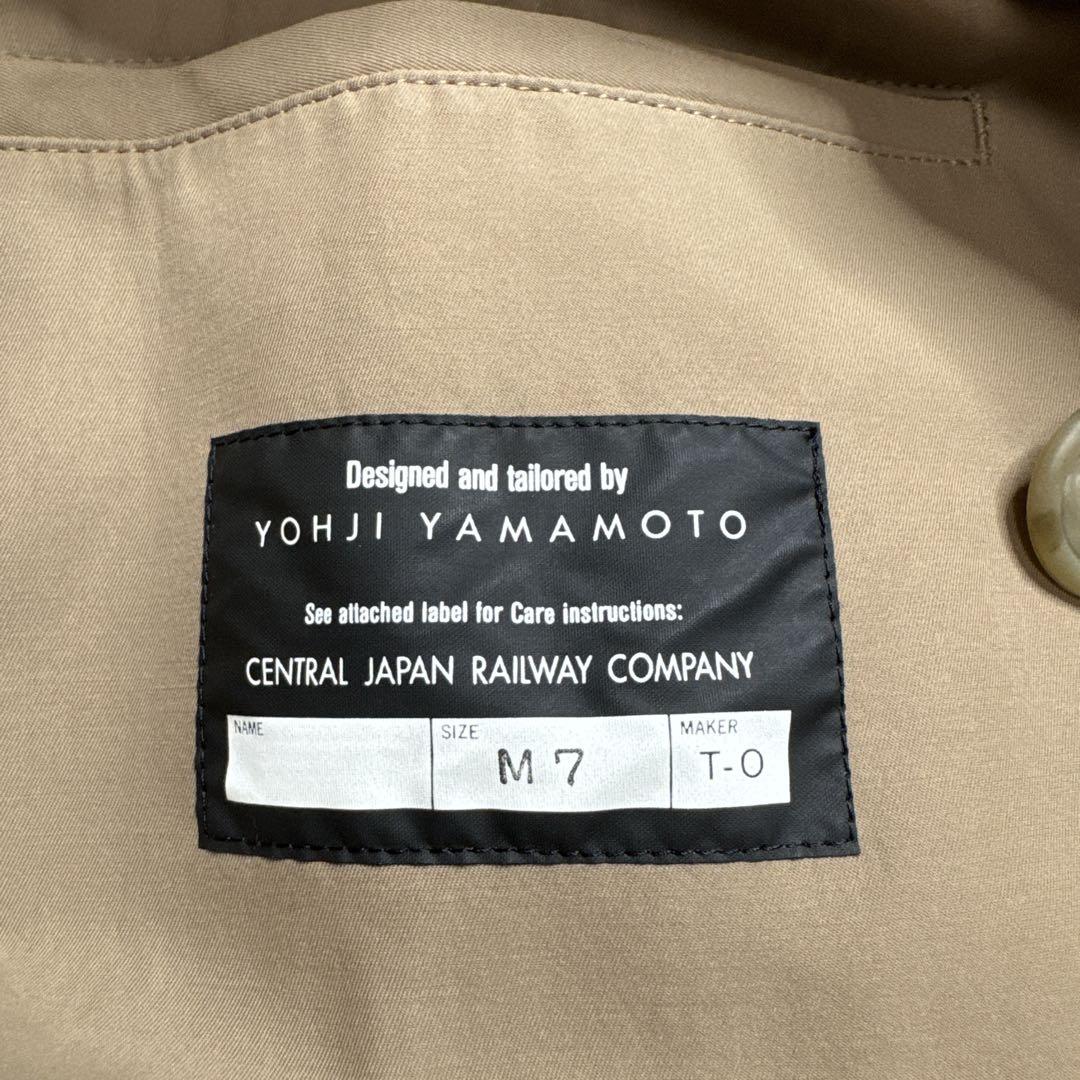 Designed and tailored by
YOHJI YAMAMOTO
See attached label for Care instructions:
CENTRAL JAPAN RAILWAY COMPANY
NAME SIZE MAKER
M 7 T-O